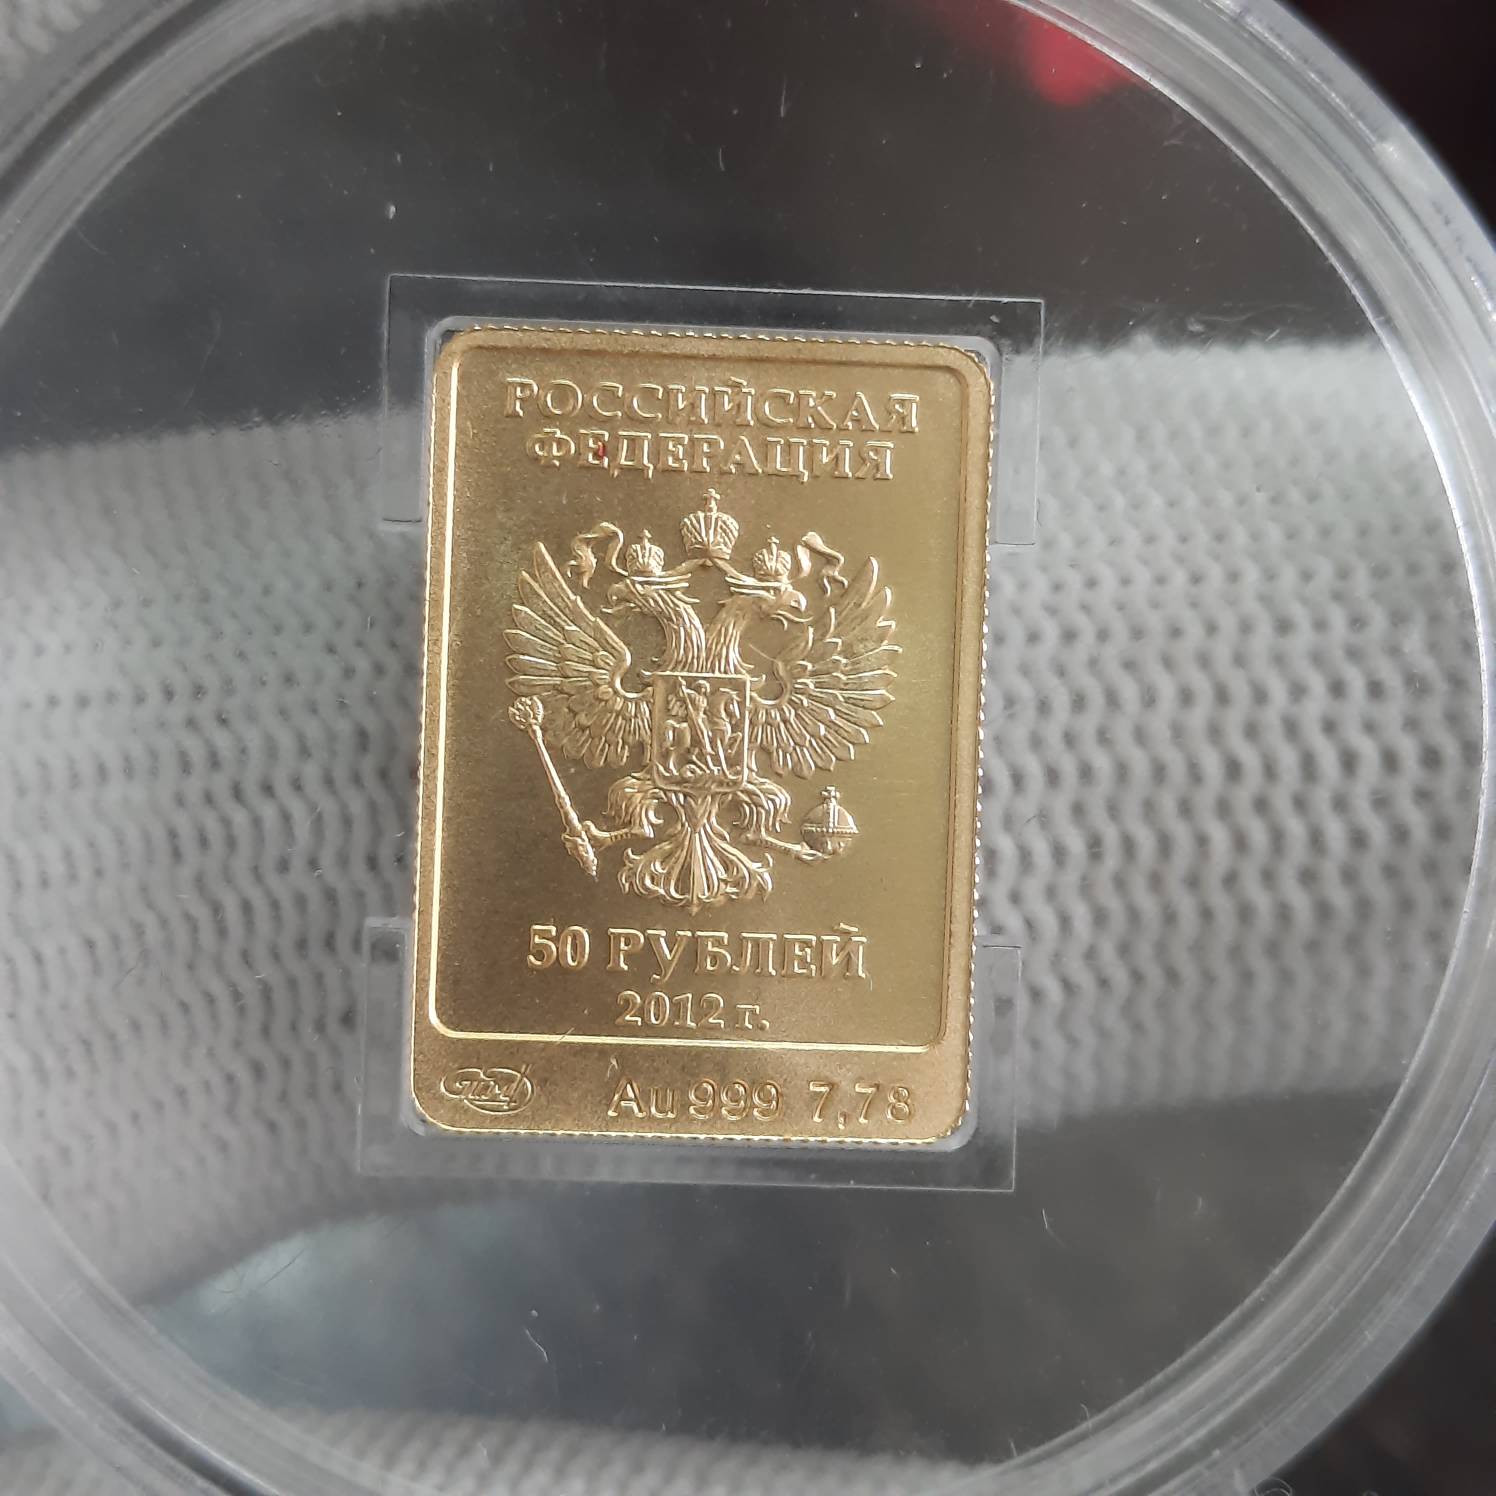 РОССИЙСКАЯ
ФЕДЕРАЦИЯ
50 РУБЛЕЙ
2012 г.
Au 999 7,78